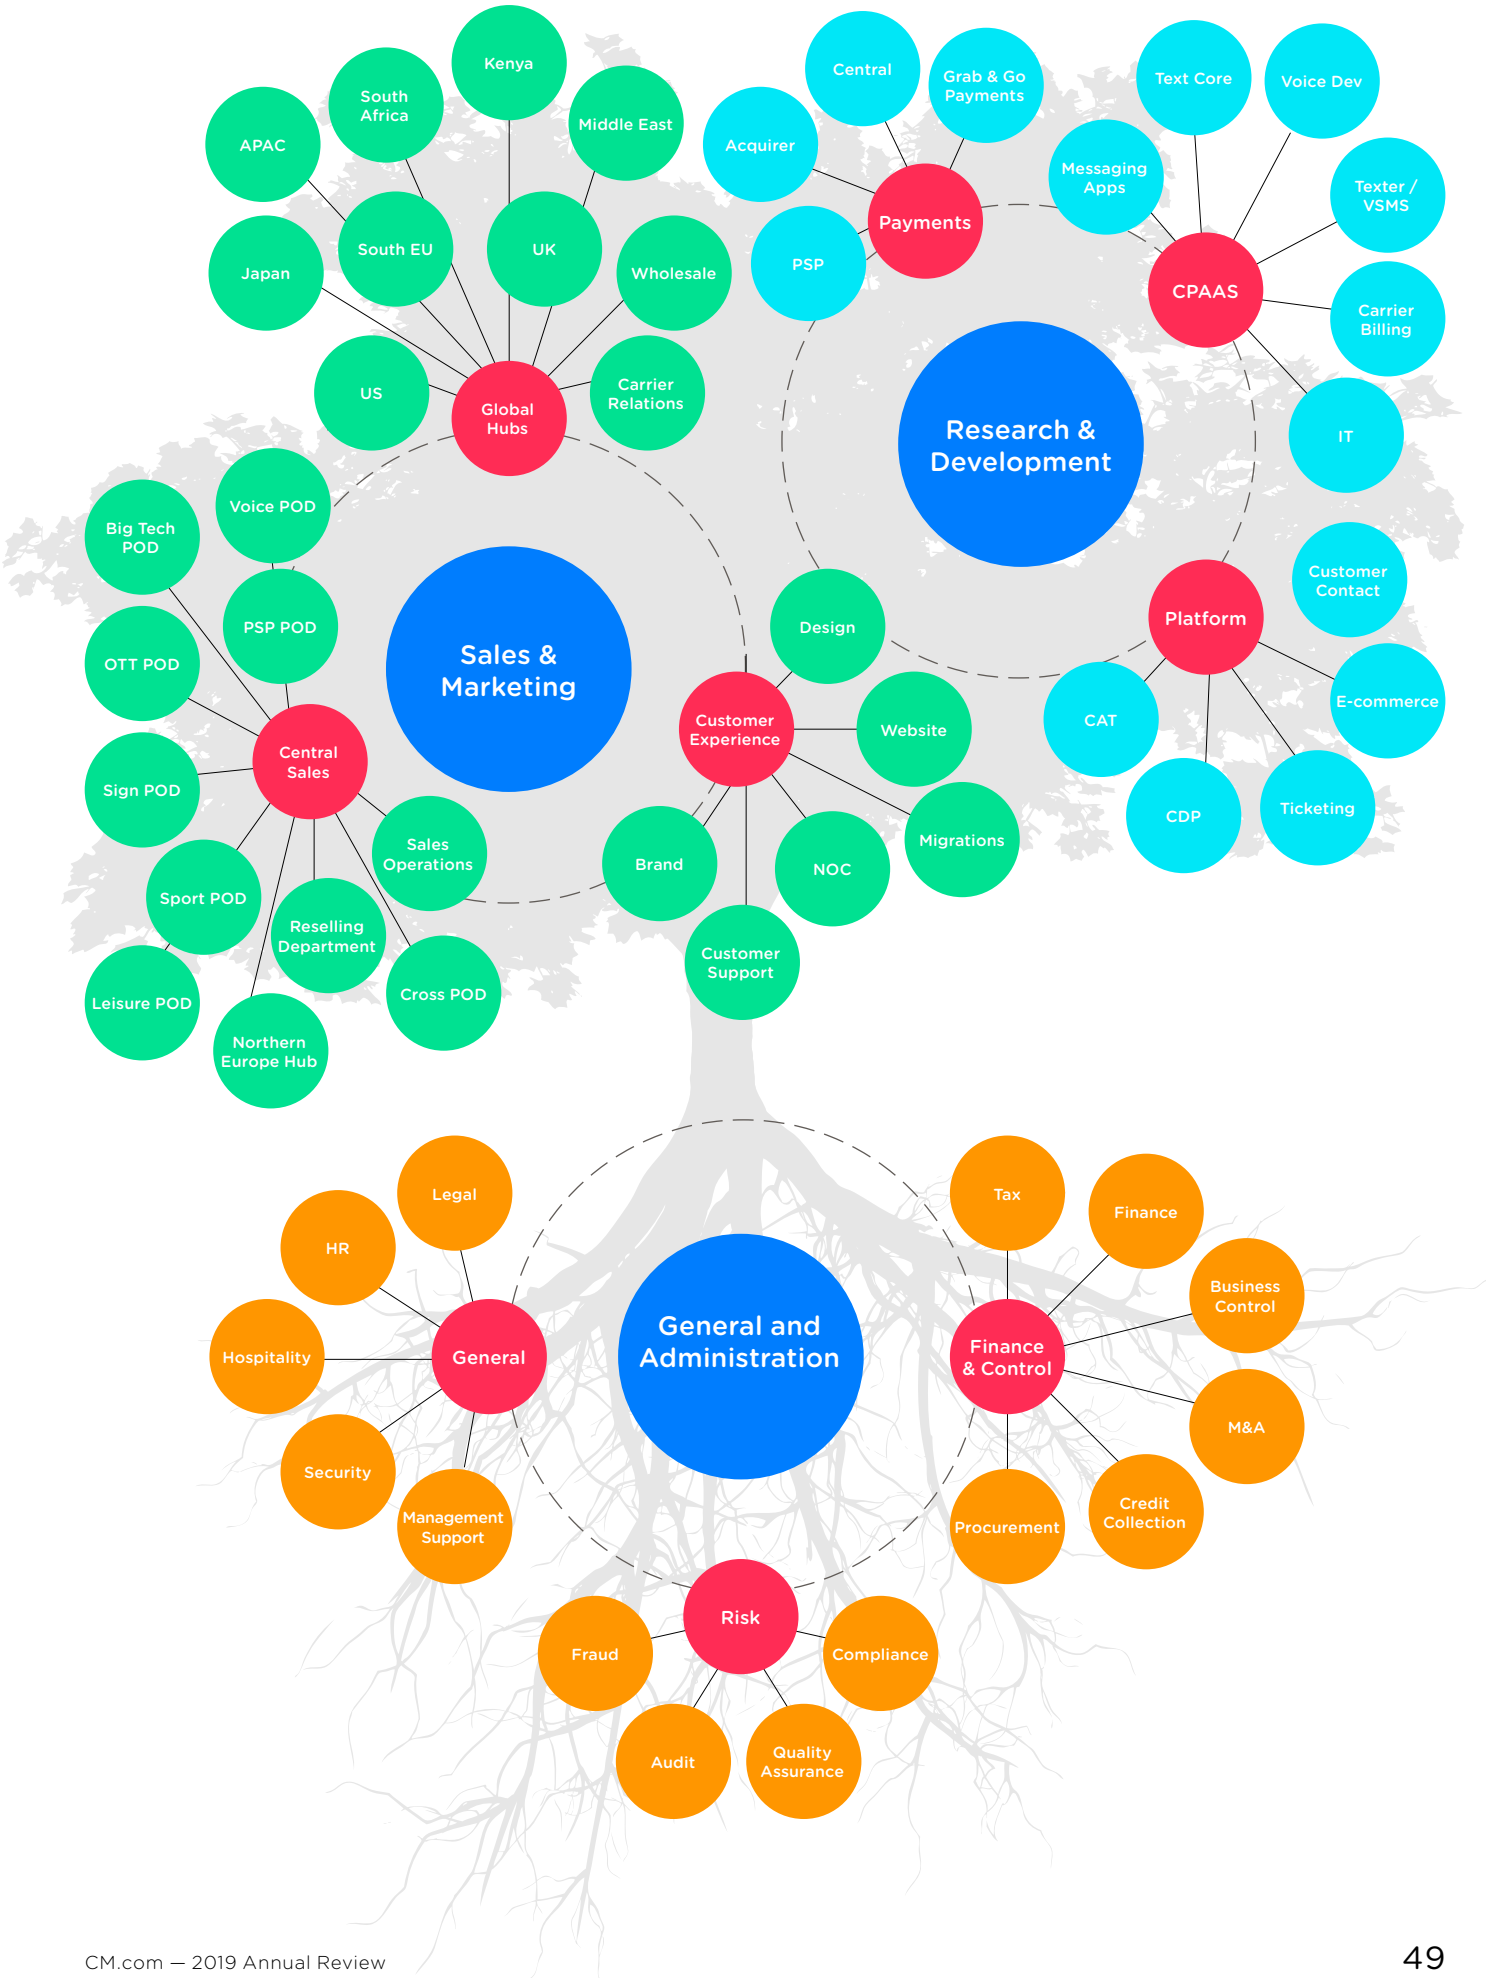 Kenya
South
Africa
Middle East
APAC
South EU
UK
Japan
Wholesale
US
Carrier
Relations
Global
Hubs
Central
Grab & Go
Payments
Acquirer
Payments
PSP
Text Core
Voice Dev
Messaging
Apps
Texter /
VSMS
CPAAS
Carrier
Billing
IT
Research &
Development
Customer
Contact
Platform
E-commerce
CAT
CDP
Ticketing
Voice POD
Big Tech
POD
PSP POD
OTT POD
Sales &
Marketing
Central
Sales
Sign POD
Sales
Operations
Sport POD
Reselling
Department
Leisure POD
Cross POD
Northern
Europe Hub
Design
Customer
Experience
Website
Migrations
Brand
NOC
Customer
Support
Legal
HR
Hospitality
General
Security
Management
Support
General and
Administration
Tax
Finance
Business
Control
Finance
& Control
M&A
Credit
Collection
Procurement
Risk
Fraud
Compliance
Audit
Quality
Assurance
CM.com — 2019 Annual Review
49